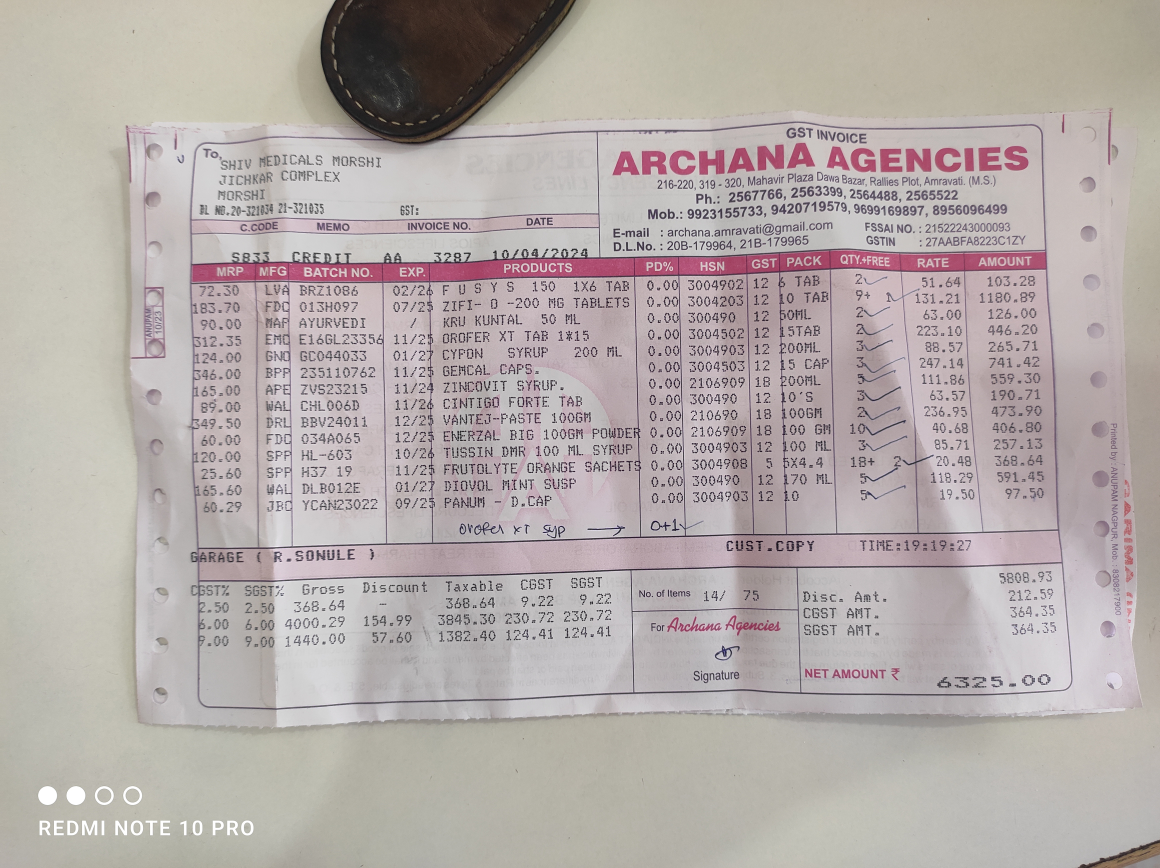 GST INVOICE
To,
SHIV MEDICALS MORSHI
JICHKAR COMPLEX
MORSHI
DL NO.20-321034 21-321035 GST:
ARCHANA AGENCIES
216-220, 319 - 320, Mahavir Plaza Dawa Bazar, Rallies Plot, Amravati. (M.S.)
Ph.: 2567766, 2563399, 2564488, 2565522
Mob.: 9923155733, 9420719579, 9699169897, 8956096499
E-mail : archana.amravati@gmail.com FSSAI NO. : 21522243000093
D.L.No. : 20B-179964, 21B-179965 GSTIN : 27AABFA8223C1ZY
C.CODE MEMO INVOICE NO. DATE
S833 CREDIT AA 3287 10/04/2024
MRP MFG BATCH NO. EXP. PRODUCTS PD% HSN GST PACK QTY.+FREE RATE AMOUNT
72.30 LVA BRZ1086 02/26 F U S Y S 150 1X6 TAB 0.00 3004902 12 6 TAB 2 51.64 103.28
183.70 FDC 013H097 07/25 ZIFI- O -200 MG TABLETS 0.00 3004203 12 10 TAB 9+ 131.21 1180.89
90.00 MAP AYURVEDI / KRU KUNTAL 50 ML 0.00 300490 12 50ML 2 63.00 126.00
312.35 EMC E16GL23356 11/25 OROFER XT TAB 1*15 0.00 3004502 12 15TAB 2 223.10 446.20
124.00 GNO GC044033 01/27 CYPON SYRUP 200 ML 0.00 3004903 12 200ML 3 88.57 265.71
346.00 BPP 235110762 11/25 GEMCAL CAPS. 0.00 3004503 12 15 CAP 3 247.14 741.42
165.00 APE ZVS23215 11/24 ZINCOVIT SYRUP. 0.00 2106909 18 200ML 5 111.86 559.30
89.00 WAL CHL006D 11/26 CINTIGO FORTE TAB 0.00 300490 12 10'S 3 63.57 190.71
349.50 DRL BBV24011 12/25 VANTEJ-PASTE 100GM 0.00 210690 18 100GM 2 236.95 473.90
60.00 FDC 034A065 12/25 ENERZAL BIG 100GM POWDER 0.00 2106909 18 100 GM 10 40.68 406.80
120.00 SPP HL-603 10/26 TUSSIN DMR 100 ML SYRUP 0.00 3004903 12 100 ML 3 85.71 257.13
25.60 SPP H37 19 11/25 FRUTOLYTE ORANGE SACHETS 0.00 3004908 5 5X4.4 18+ 2 20.48 368.64
165.60 WAL DLB012E 01/27 DIOVOL MINT SUSP 0.00 300490 12 170 ML 5 118.29 591.45
60.29 JBC YCAN23022 09/25 PANUM - D.CAP 0.00 3004903 12 10 5 19.50 97.50
Orofer XT syp → 0+1
GARAGE ( R.SONULE ) CUST.COPY TIME:19:19:27
CGST% SGST% Gross Discount Taxable CGST SGST
2.50 2.50 368.64 - 368.64 9.22 9.22
6.00 6.00 4000.29 154.99 3845.30 230.72 230.72
9.00 9.00 1440.00 57.60 1382.40 124.41 124.41
No. of Items 14/ 75
For Archana Agencies
Signature
5808.93
Disc. Amt. 212.59
CGST AMT. 364.35
SGST AMT. 364.35
NET AMOUNT ₹ 6325.00
ANUPAM
10/23
Printed by : ANUPAM NAGPUR, Mob. : 8308217900
REDMI NOTE 10 PRO